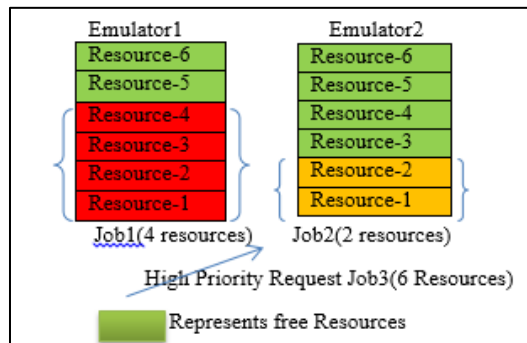 Emulator1
Resource-6
Resource-5
Resource-4
Resource-3
Resource-2
Resource-1
Job1(4 resources)
Emulator2
Resource-6
Resource-5
Resource-4
Resource-3
Resource-2
Resource-1
Job2(2 resources)
High Priority Request Job3(6 Resources)
Represents free Resources